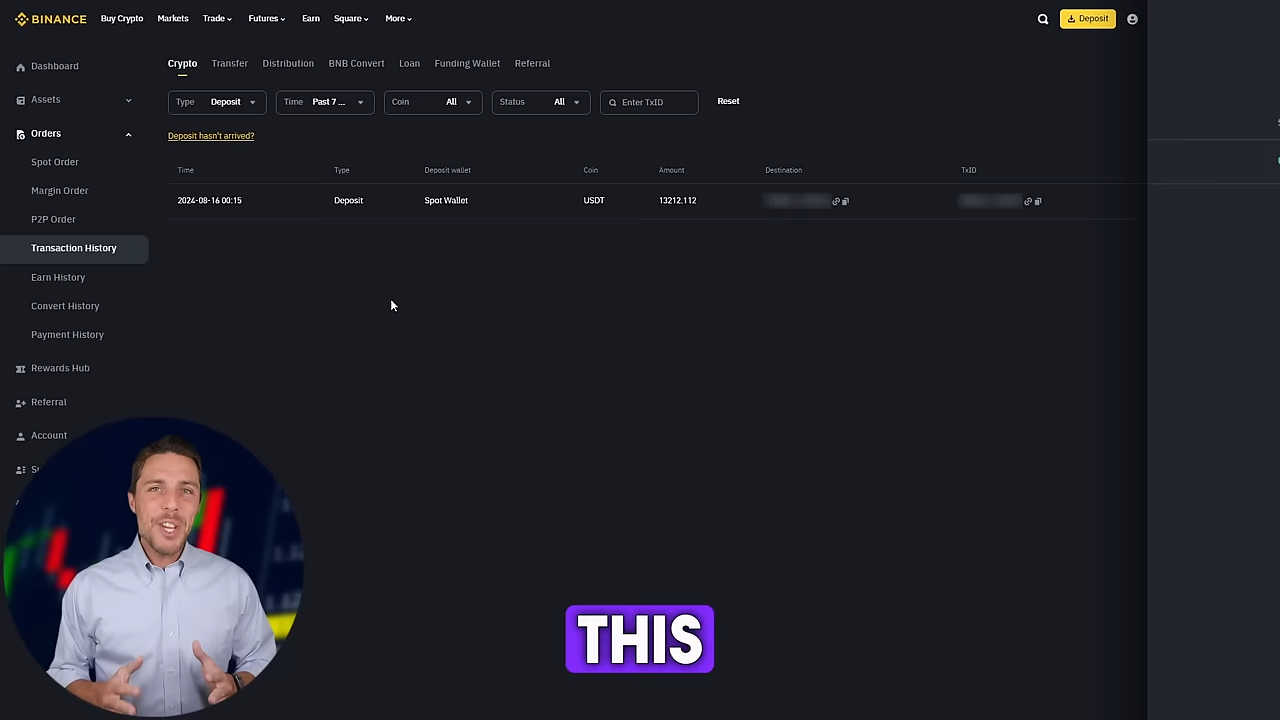 BINANCE Buy Crypto Markets Trade Futures Earn Square More Deposit
Crypto Transfer Distribution BNB Convert Loan Funding Wallet Referral
Type Deposit Time Past 7 ... Coin All Status All Enter TxID Reset
Deposit hasn't arrived?
Time Type Deposit wallet Coin Amount Destination TxID
2024-08-16 00:15 Deposit Spot Wallet USDT 13212.112
Dashboard
Assets
Orders
Spot Order
Margin Order
P2P Order
Transaction History
Earn History
Convert History
Payment History
Rewards Hub
Referral
Account
THIS